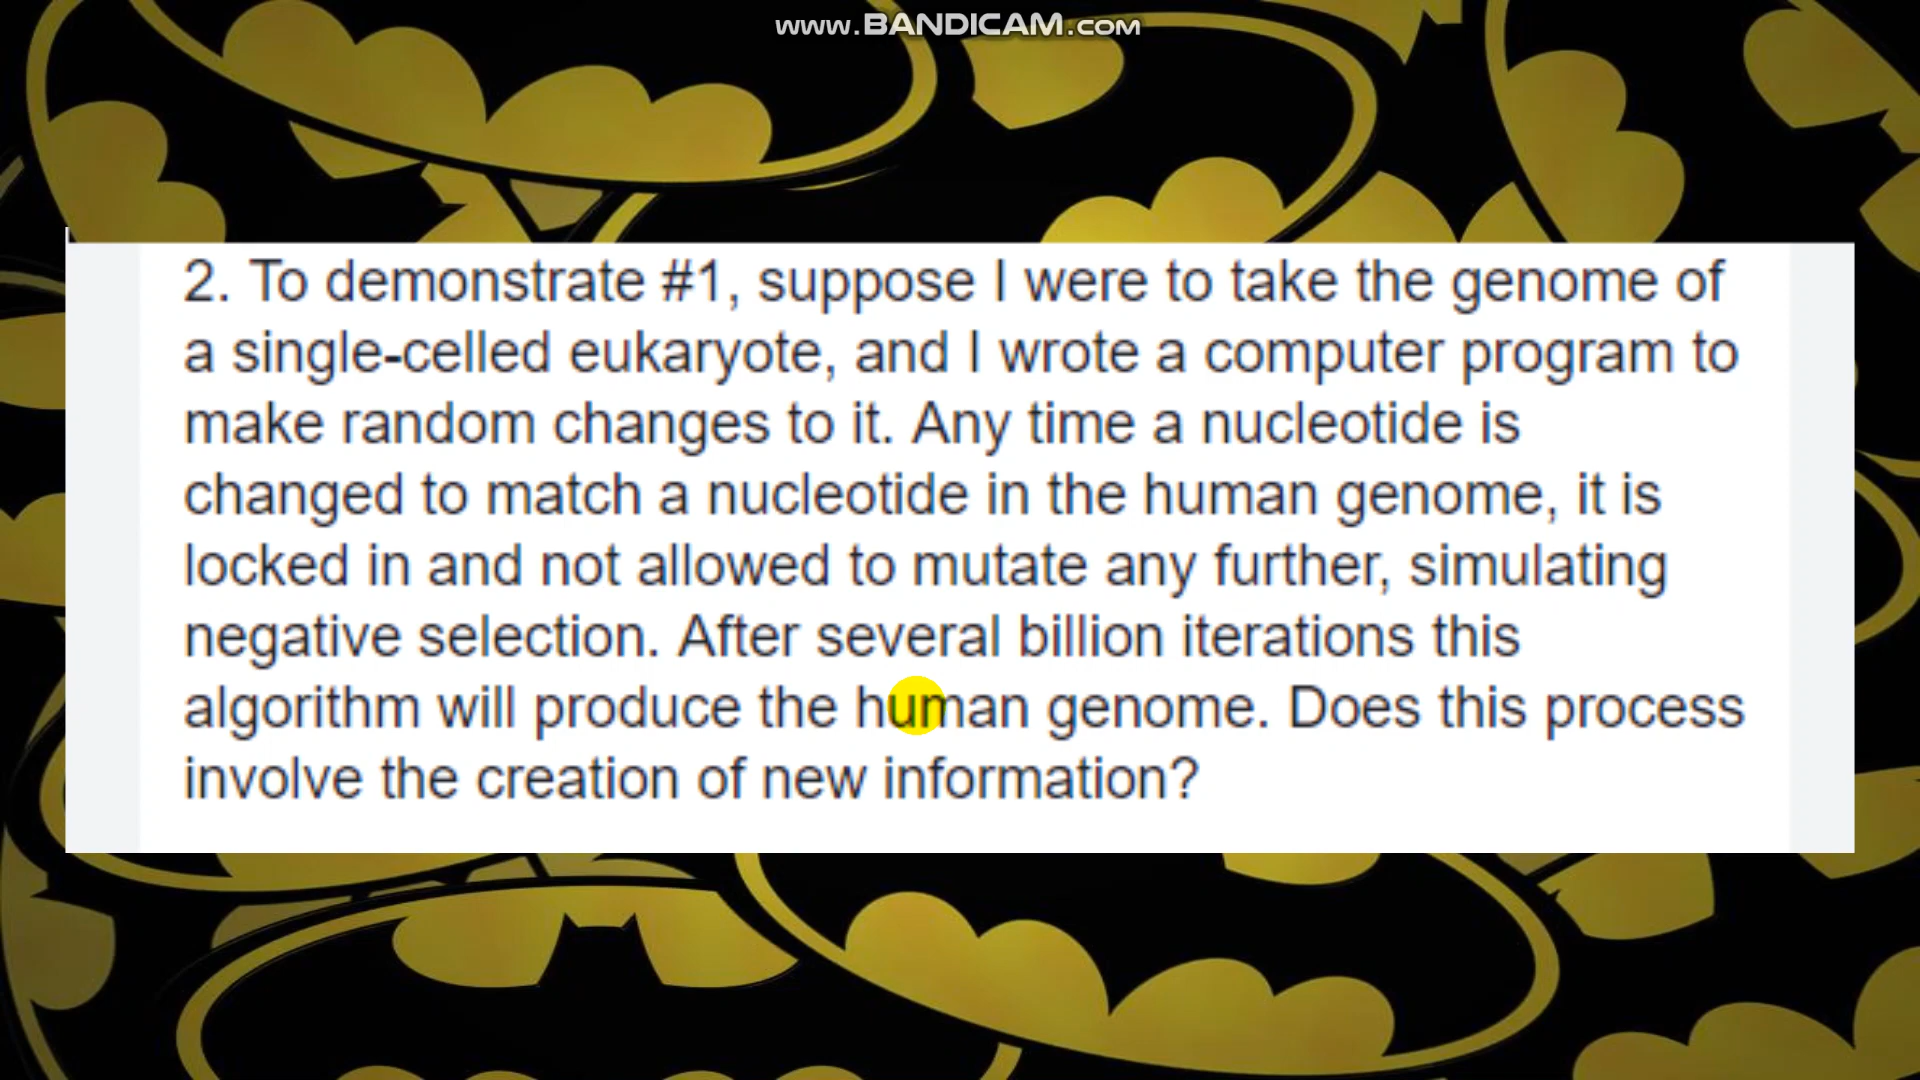 www.BANDICAM.com
2. To demonstrate #1, suppose I were to take the genome of
a single-celled eukaryote, and I wrote a computer program to
make random changes to it. Any time a nucleotide is
changed to match a nucleotide in the human genome, it is
locked in and not allowed to mutate any further, simulating
negative selection. After several billion iterations this
algorithm will produce the human genome. Does this process
involve the creation of new information?